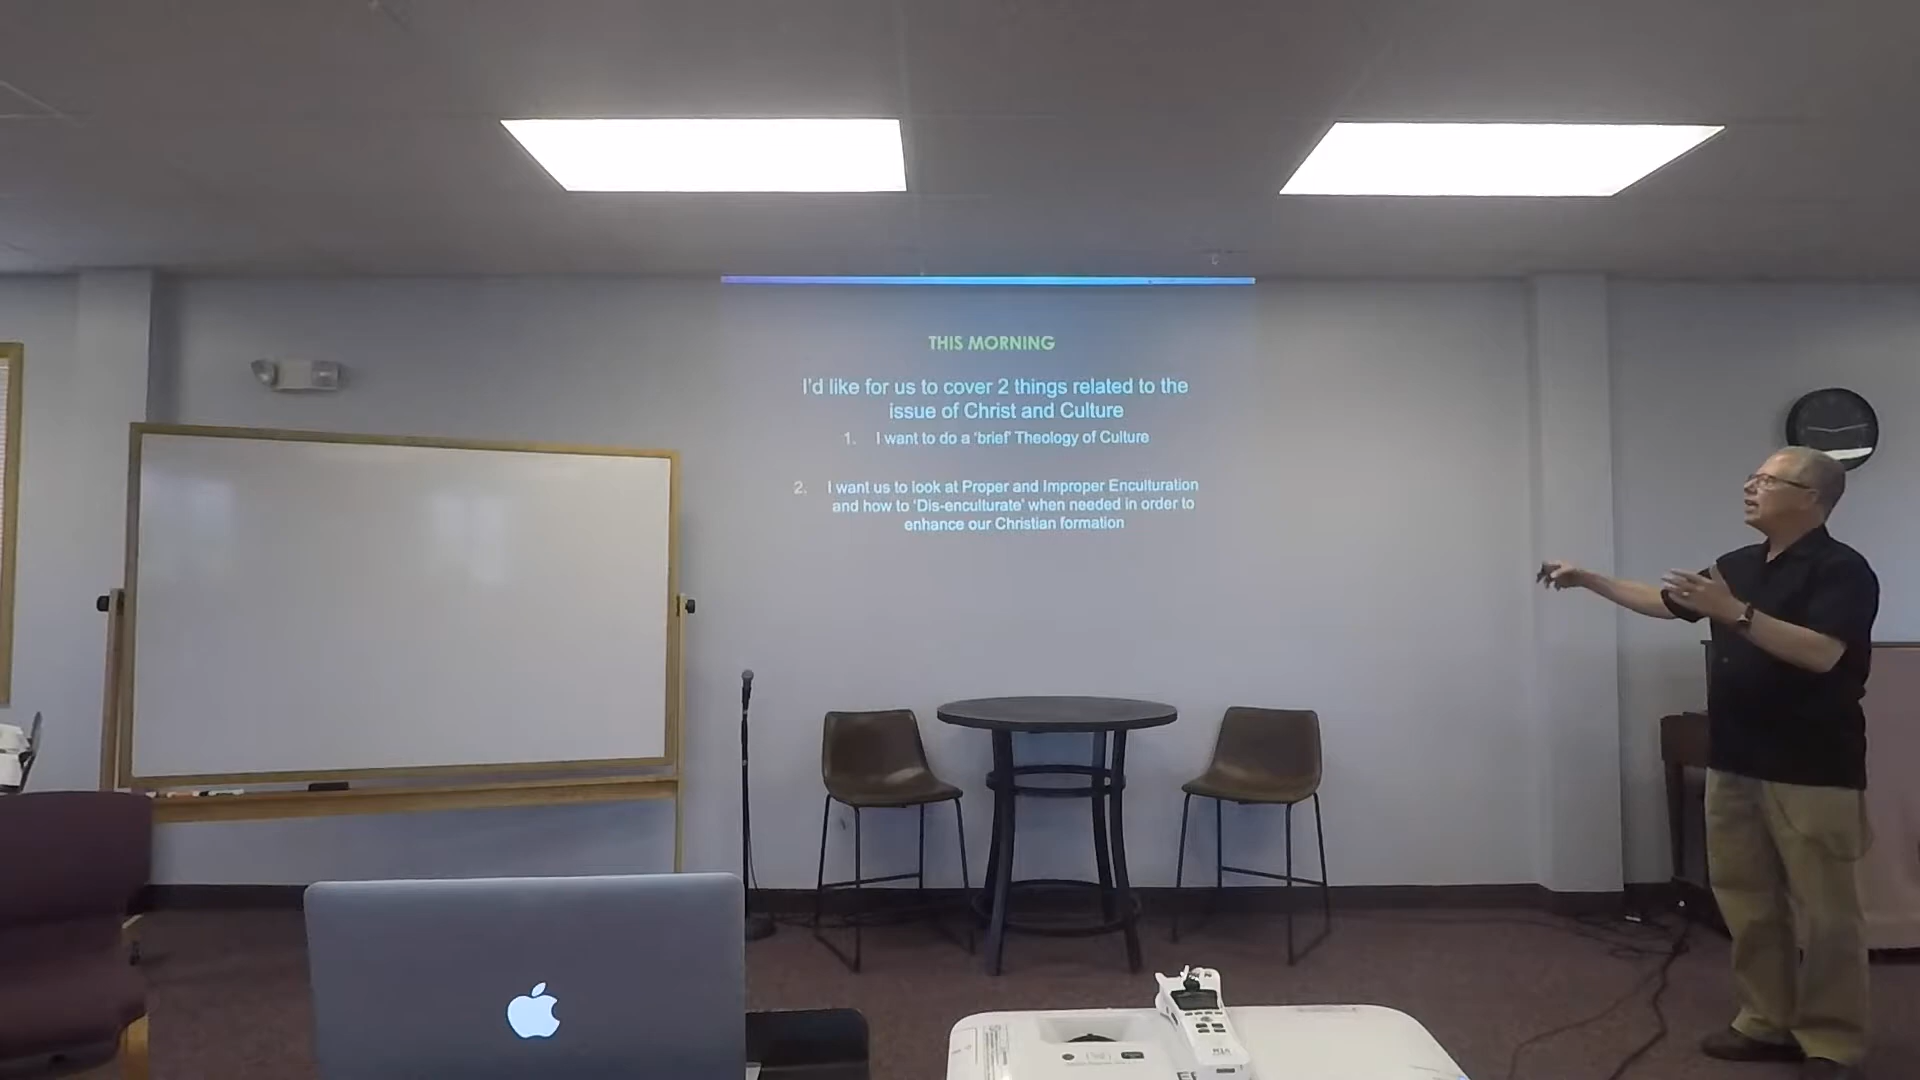 THIS MORNING
I'd like for us to cover 2 things related to the
issue of Christ and Culture
1. I want to do a 'brief' Theology of Culture
2. I want us to look at Proper and Improper Enculturation
and how to 'Dis-enculturate' when needed in order to
enhance our Christian formation